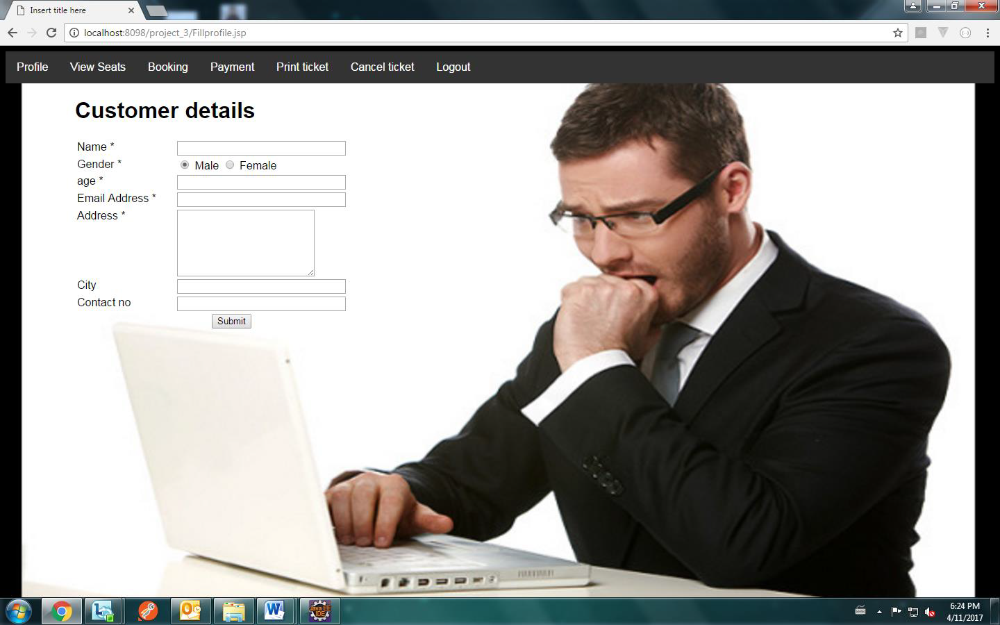 Insert title here
localhost:8098/project_3/Fillprofile.jsp
Profile View Seats Booking Payment Print ticket Cancel ticket Logout
Customer details
Name *
Gender * Male Female
age *
Email Address *
Address *
City
Contact no
Submit
Java EE
IDE
6:24 PM
4/11/2017